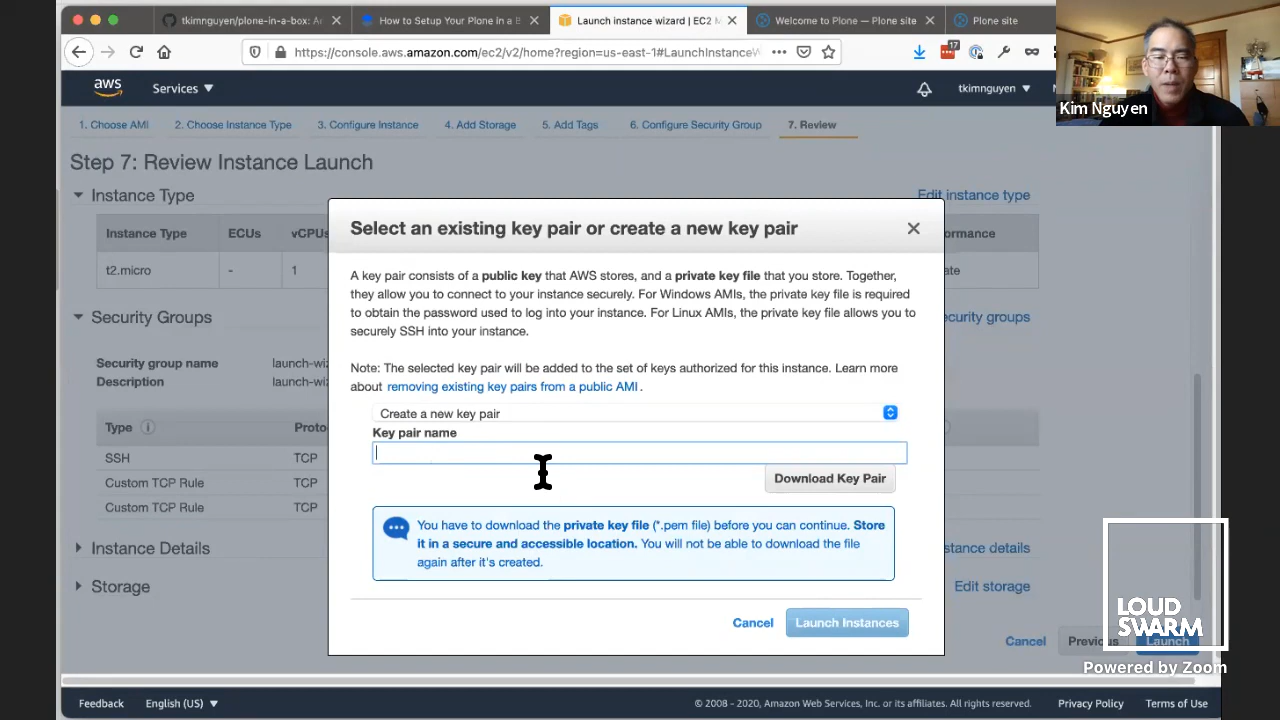 tkimnguyen/plone-in-a-box: A
How to Setup Your Plone in a B
Launch instance wizard | EC2 M
Welcome to Plone — Plone site
Plone site
https://console.aws.amazon.com/ec2/v2/home?region=us-east-1#LaunchInstanceW
17
Kim Nguyen
aws
Services
tkimnguyen
1. Choose AMI
2. Choose Instance Type
3. Configure Instance
4. Add Storage
5. Add Tags
6. Configure Security Group
7. Review
Step 7: Review Instance Launch
Instance Type
Edit instance type
Instance Type
ECUs
vCPUs
t2.micro
-
1
Security Groups
Security group name
launch-wiz
Description
launch-wiz
Type
Proto
SSH
TCP
Custom TCP Rule
TCP
Custom TCP Rule
TCP
Instance Details
Storage
Edit storage
Select an existing key pair or create a new key pair
A key pair consists of a public key that AWS stores, and a private key file that you store. Together,
they allow you to connect to your instance securely. For Windows AMIs, the private key file is required
to obtain the password used to log into your instance. For Linux AMIs, the private key file allows you to
securely SSH into your instance.
Note: The selected key pair will be added to the set of keys authorized for this instance. Learn more
about removing existing key pairs from a public AMI .
Create a new key pair
Key pair name
Download Key Pair
You have to download the private key file (*.pem file) before you can continue. Store
it in a secure and accessible location. You will not be able to download the file
again after it's created.
Cancel
Launch Instances
Cancel
Previous
Launch
LOUD
SWARM
Powered by Zoom
Feedback
English (US)
© 2008 - 2020, Amazon Web Services, Inc. or its affiliates. All rights reserved.
Privacy Policy
Terms of Use